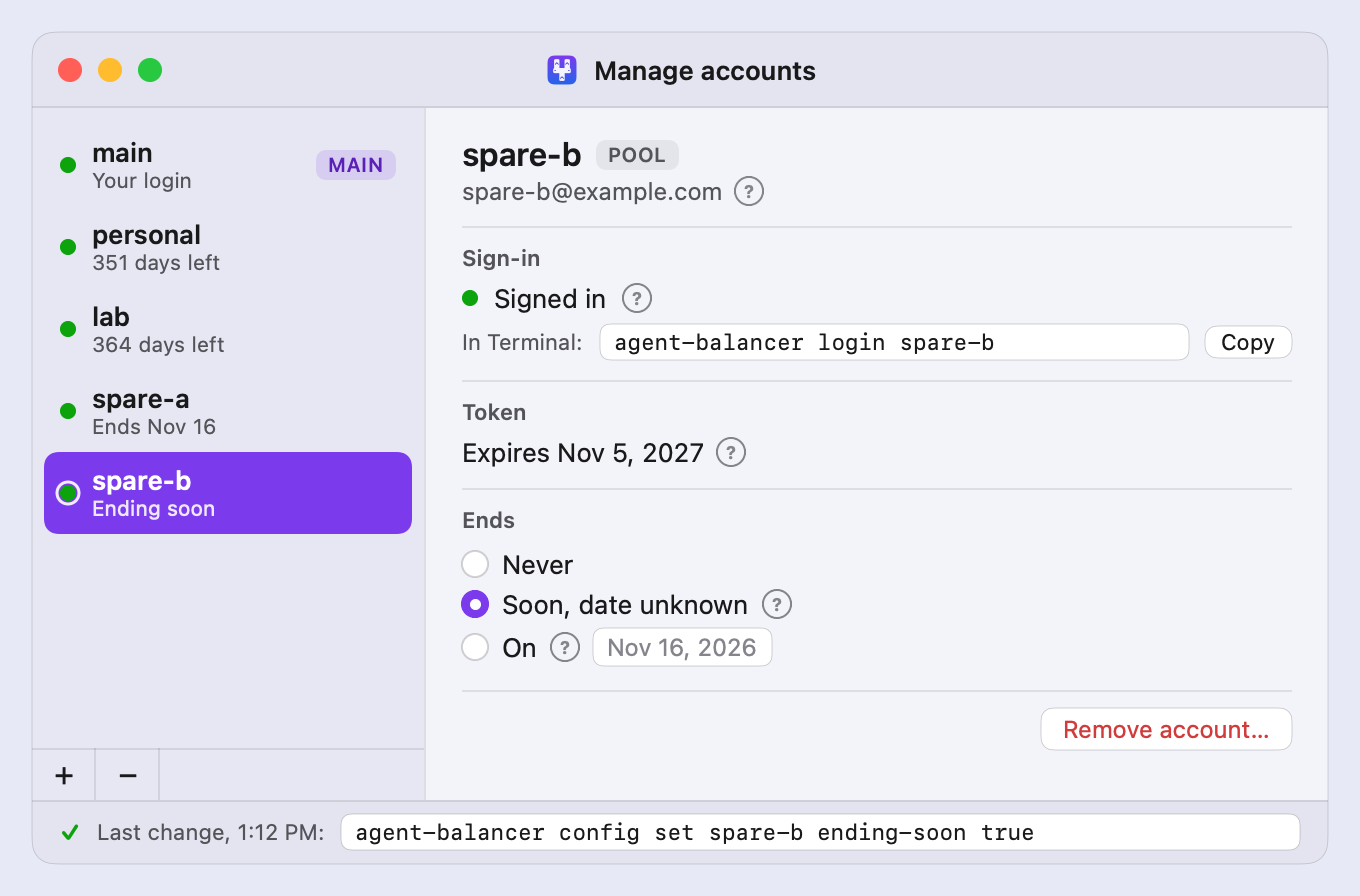 Manage accounts
main
Your login
MAIN
personal
351 days left
lab
364 days left
spare-a
Ends Nov 16
spare-b
Ending soon
+
−
spare-b POOL
spare-b@example.com ?
Sign-in
Signed in ?
In Terminal: agent-balancer login spare-b Copy
Token
Expires Nov 5, 2027 ?
Ends
Never
Soon, date unknown ?
On ? Nov 16, 2026
Remove account…
Last change, 1:12 PM: agent-balancer config set spare-b ending-soon true